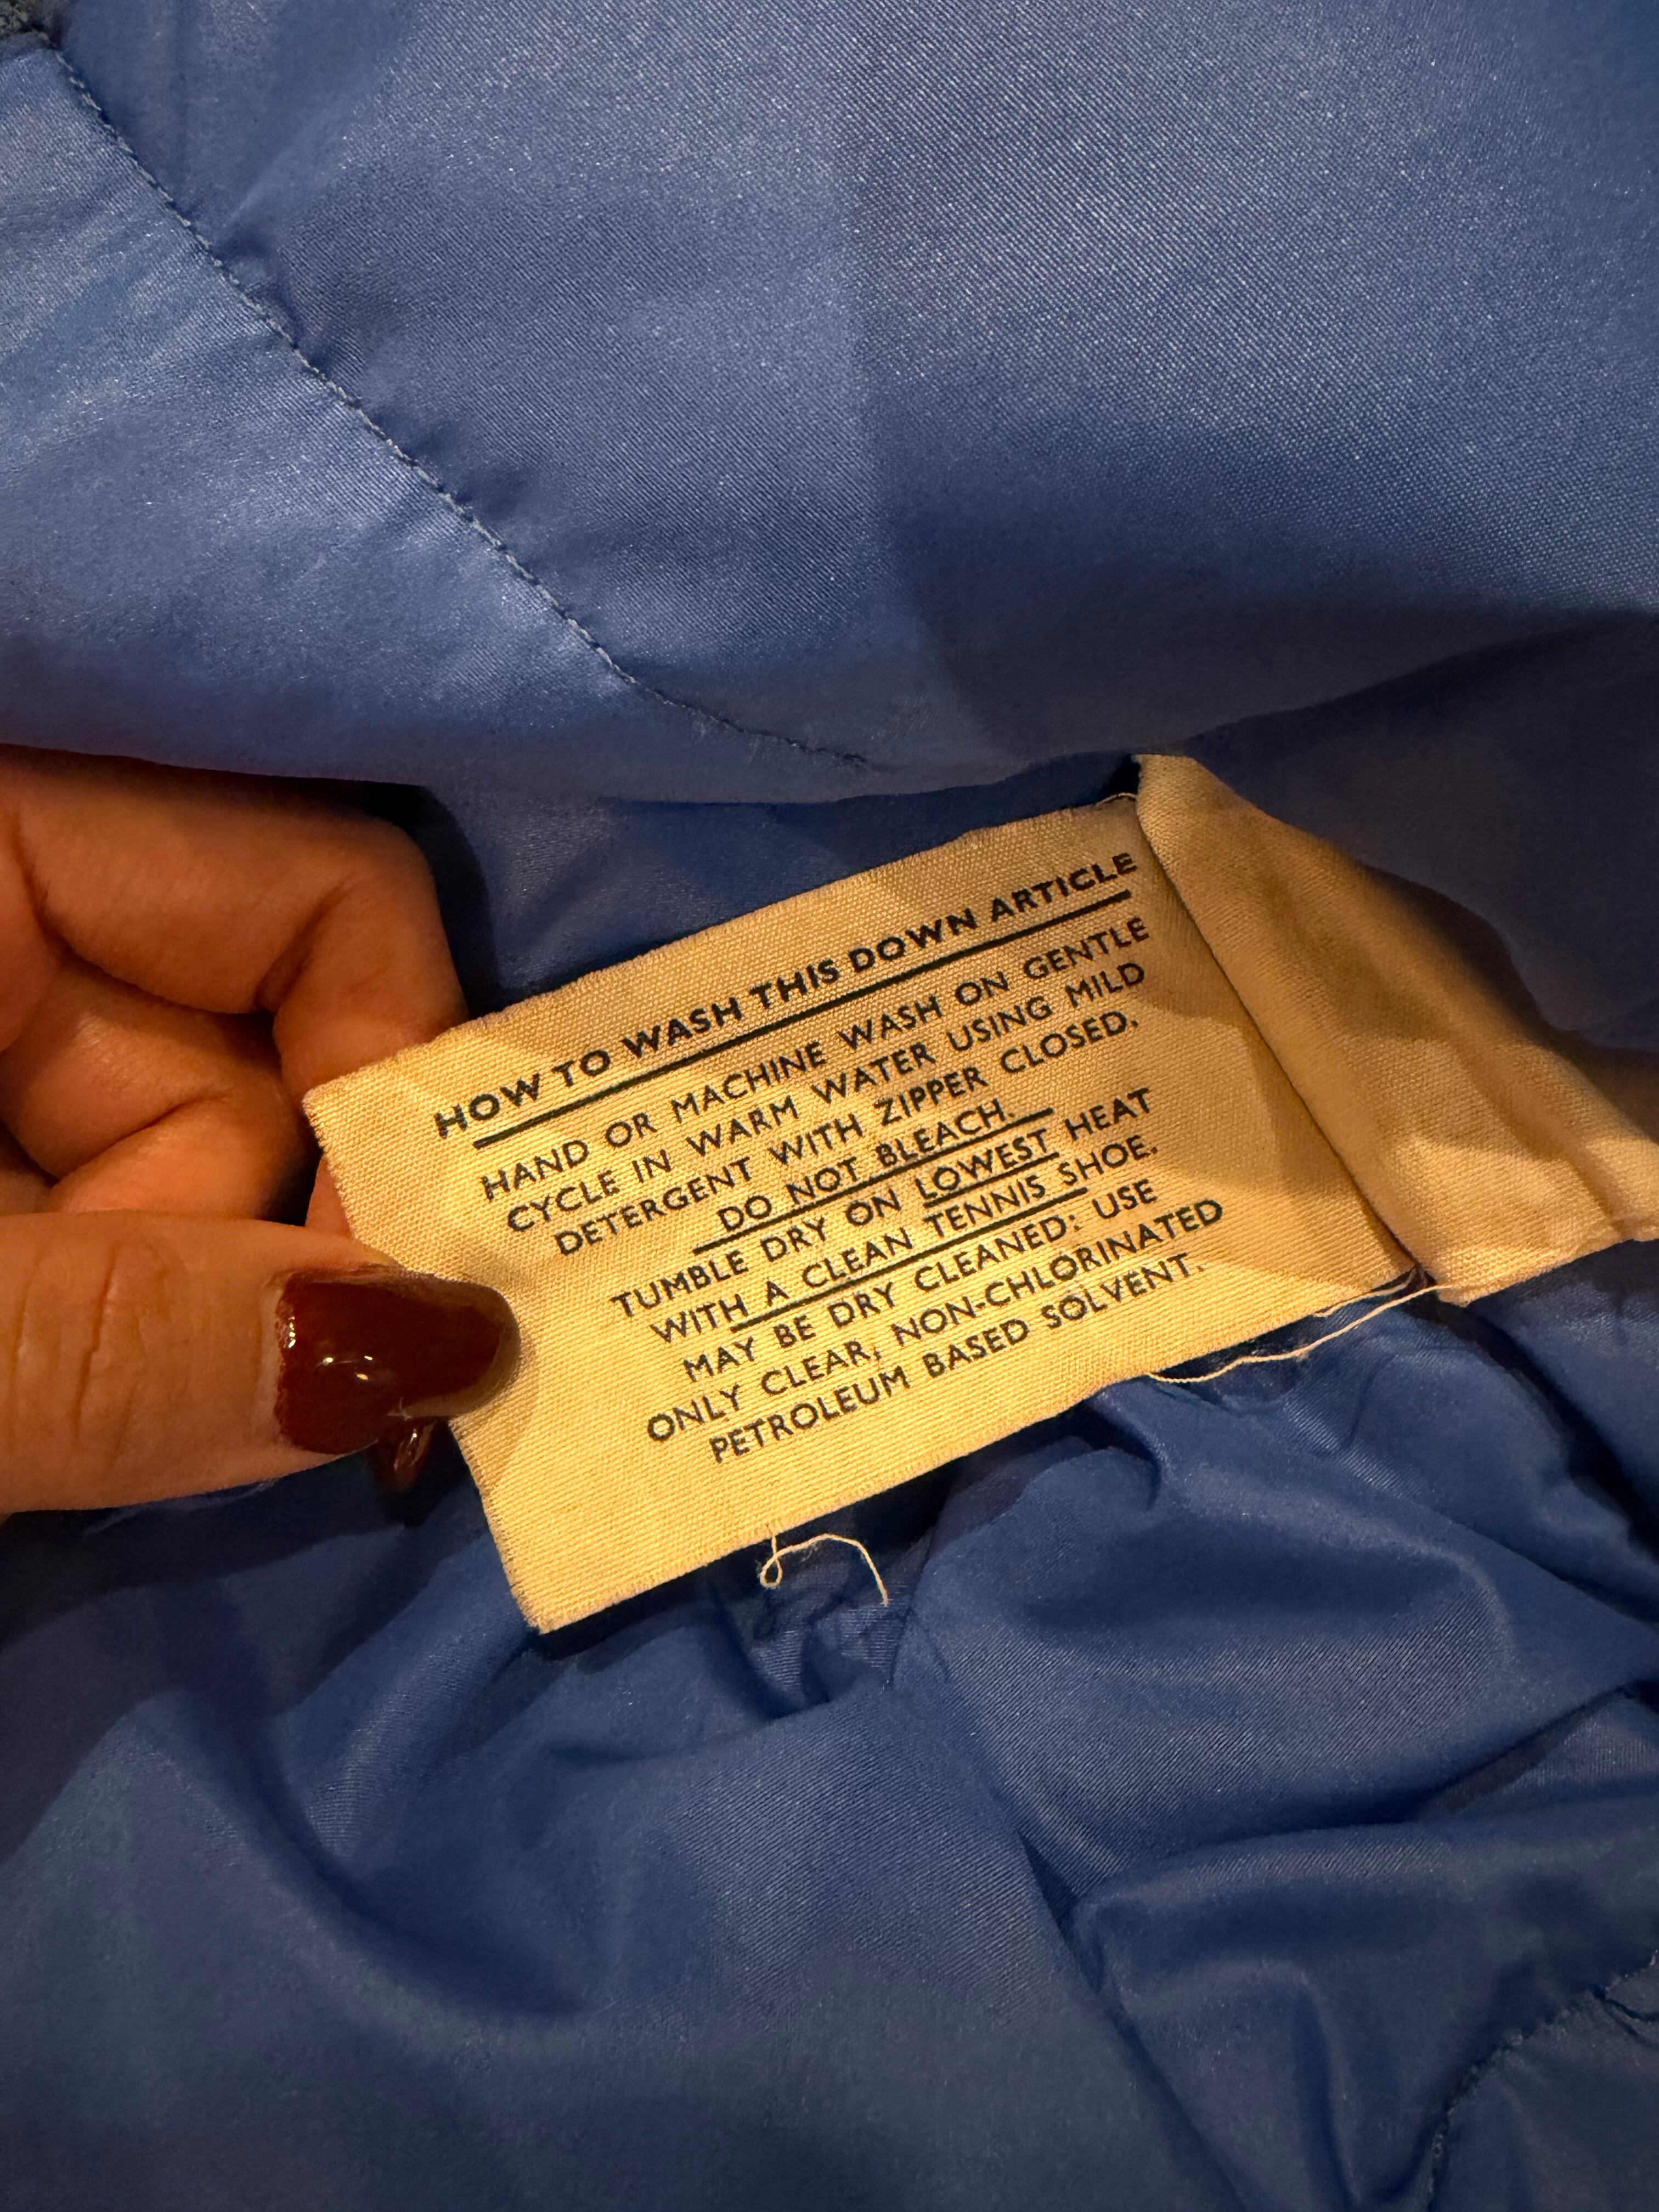 HOW TO WASH THIS DOWN ARTICLE
HAND OR MACHINE WASH ON GENTLE
CYCLE IN WARM WATER USING MILD
DETERGENT WITH ZIPPER CLOSED.
DO NOT BLEACH.
TUMBLE DRY ON LOWEST HEAT
WITH A CLEAN TENNIS SHOE.
MAY BE DRY CLEANED: USE
ONLY CLEAR, NON-CHLORINATED
PETROLEUM BASED SOLVENT.